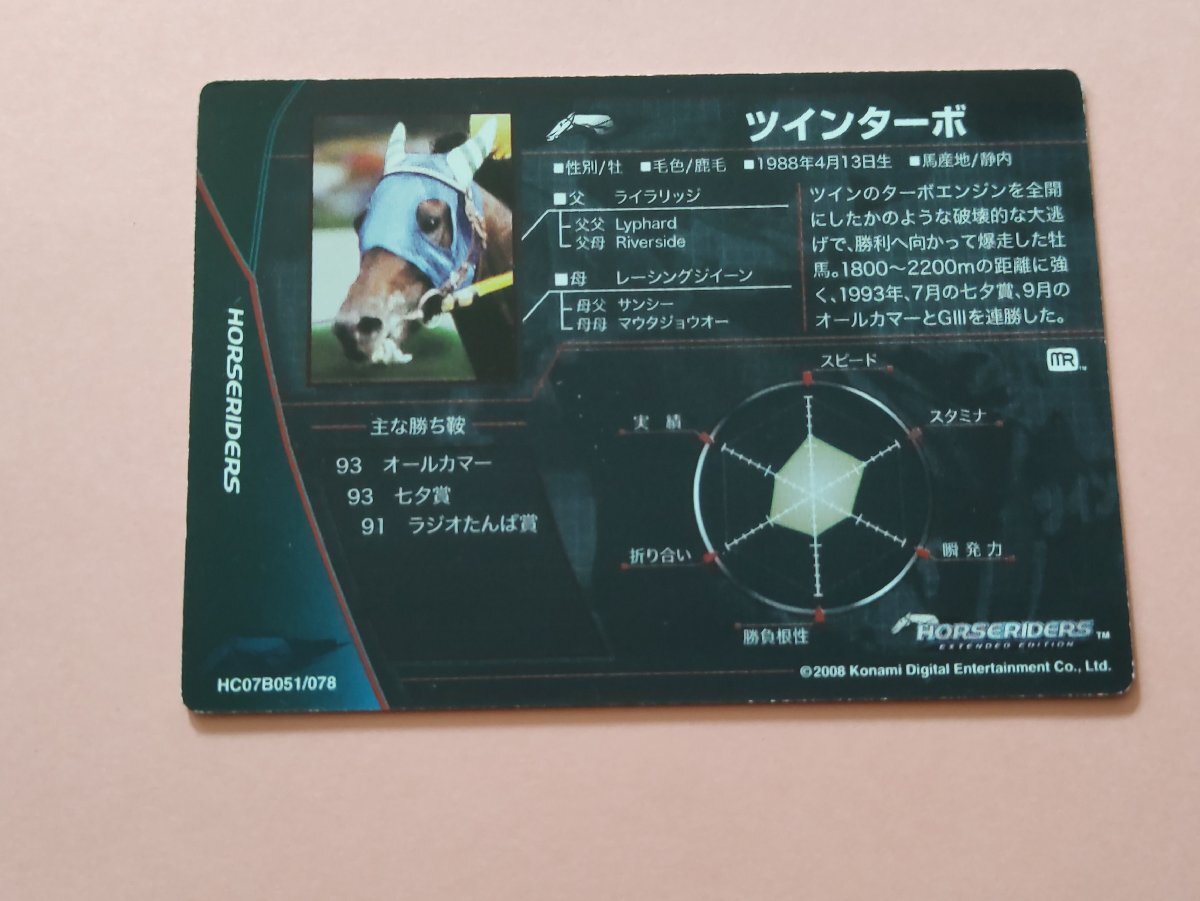 ツインターボ
■性別/牡 ■毛色/鹿毛 ■1988年4月13日生 ■馬産地/静内
■父 ライラリッジ
父父 Lyphard
父母 Riverside
■母 レーシングジイーン
母父 サンシー
母母 マウタジョウオー
ツインのターボエンジンを全開
にしたかのような破壊的な大逃
げで、勝利へ向かって爆走した牡
馬。1800〜2200mの距離に強
く、1993年、7月の七夕賞、9月の
オールカマーとGIIIを連勝した。
HORSERIDERS
主な勝ち鞍
93 オールカマー
93 七夕賞
91 ラジオたんぱ賞
MR™
スピード
スタミナ
瞬発力
勝負根性
折り合い
実績
HORSERIDERS™
EXTENDED EDITION
©2008 Konami Digital Entertainment Co., Ltd.
HC07B051/078